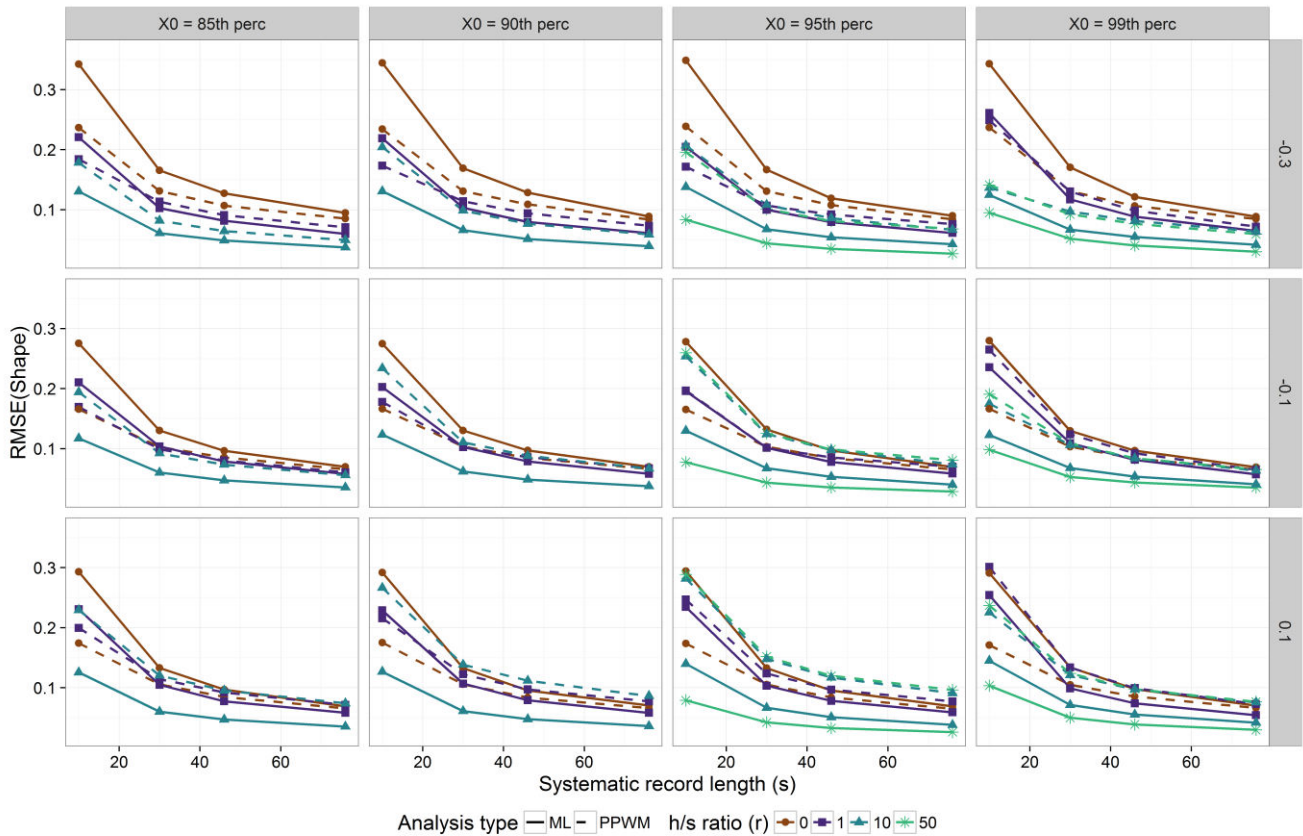 X0 = 85th perc X0 = 90th perc X0 = 95th perc X0 = 99th perc
0.3
0.2
0.1
-0.3
0.3
0.2
0.1
-0.1
0.3
0.2
0.1
0.1
RMSE(Shape)
20 40 60 20 40 60 20 40 60 20 40 60
Systematic record length (s)
Analysis type ML PPWM h/s ratio (r) 0 1 10 50